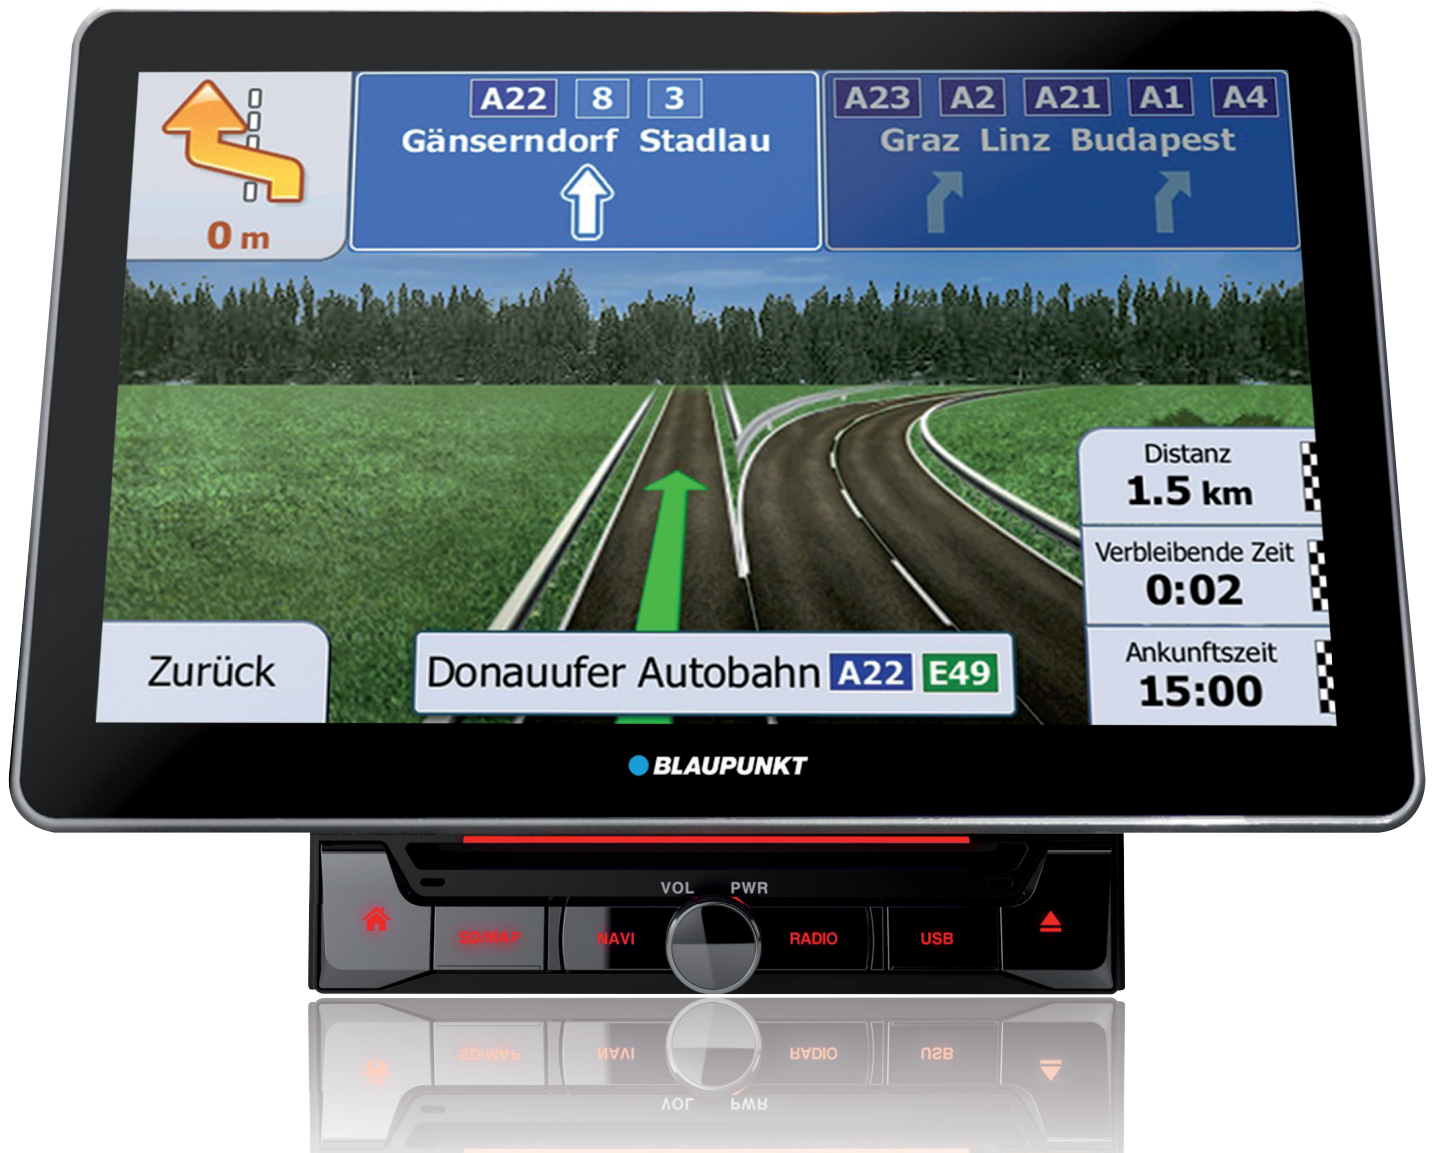 A22 8 3
Gänserndorf Stadlau
A23 A2 A21 A1 A4
Graz Linz Budapest
0 m
Distanz
1.5 km
Verbleibende Zeit
0:02
Ankunftszeit
15:00
Zurück
Donauufer Autobahn A22 E49
BLAUPUNKT
VOL PWR
SD/MAP NAVI RADIO USB